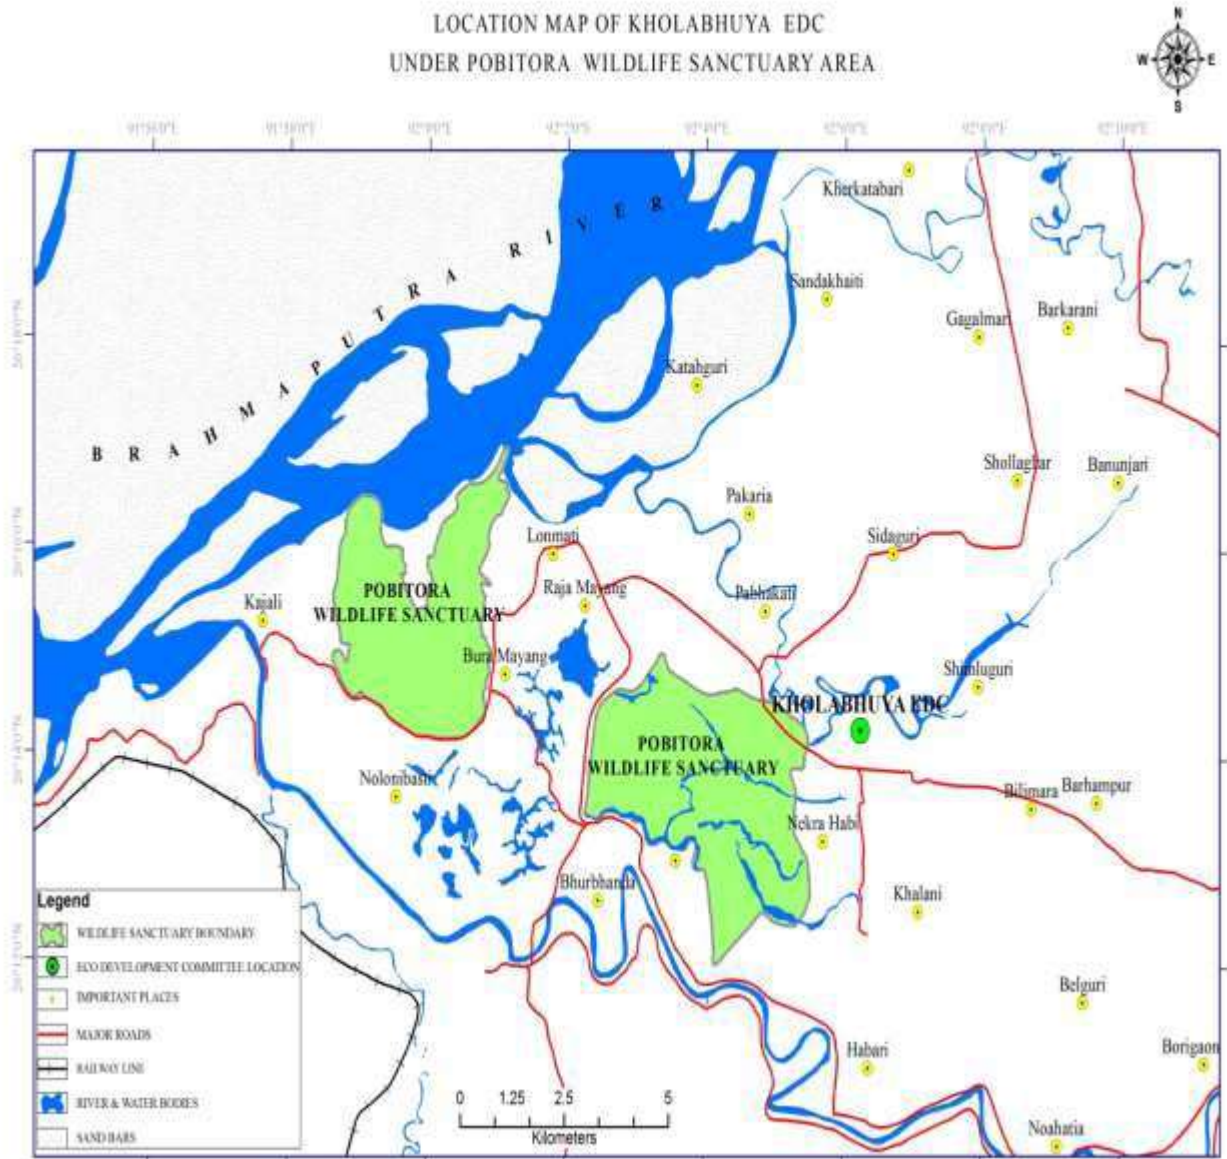 LOCATION MAP OF KHOLABHUYA EDC
UNDER POBITORA WILDLIFE SANCTUARY AREA
N
W E
S
Kherkatabari
BRAHMAPUTRA RIVER
Sandakhaiti
Gagalmari
Barkarani
Katahguri
Shollaghar
Banunjari
Pakaria
Lonmati
Sidaguri
Raja Mayang
Pabhakati
POBITORA
WILDLIFE SANCTUARY
Kajali
Bura Mayang
Shimluguri
KHOLABHUYA EDC
POBITORA
WILDLIFE SANCTUARY
Nolonibasti
Bilimara
Barhampur
Nekra Habi
Bhurbhanda
Khalani
Legend
WILDLIFE SANCTUARY BOUNDARY
ECO DEVELOPMENT COMMITTEE LOCATION
IMPORTANT PLACES
MAJOR ROADS
RAILWAY LINE
RIVER & WATER BODIES
SAND BARS
Belguri
Habari
Borigaon
Noahatia
0 1.25 2.5 5
Kilometers